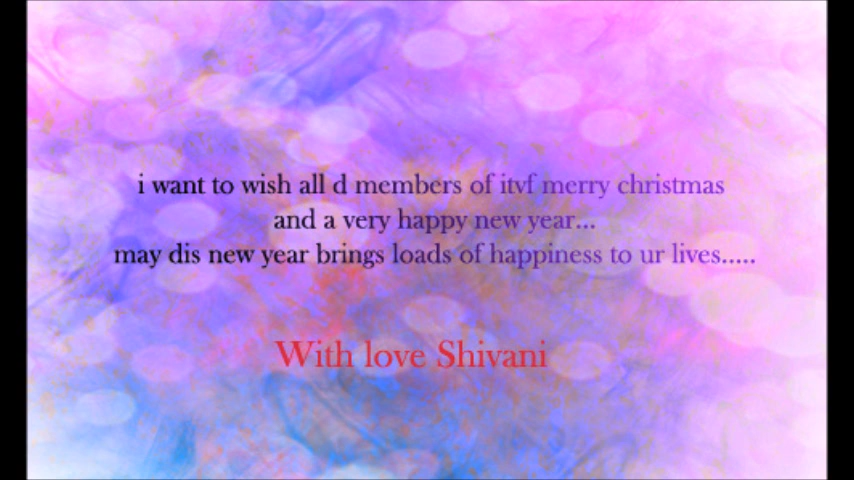 i want to wish all d members of itvf merry christmas
and a very happy new year...
may dis new year brings loads of happiness to ur lives.....
With love Shivani